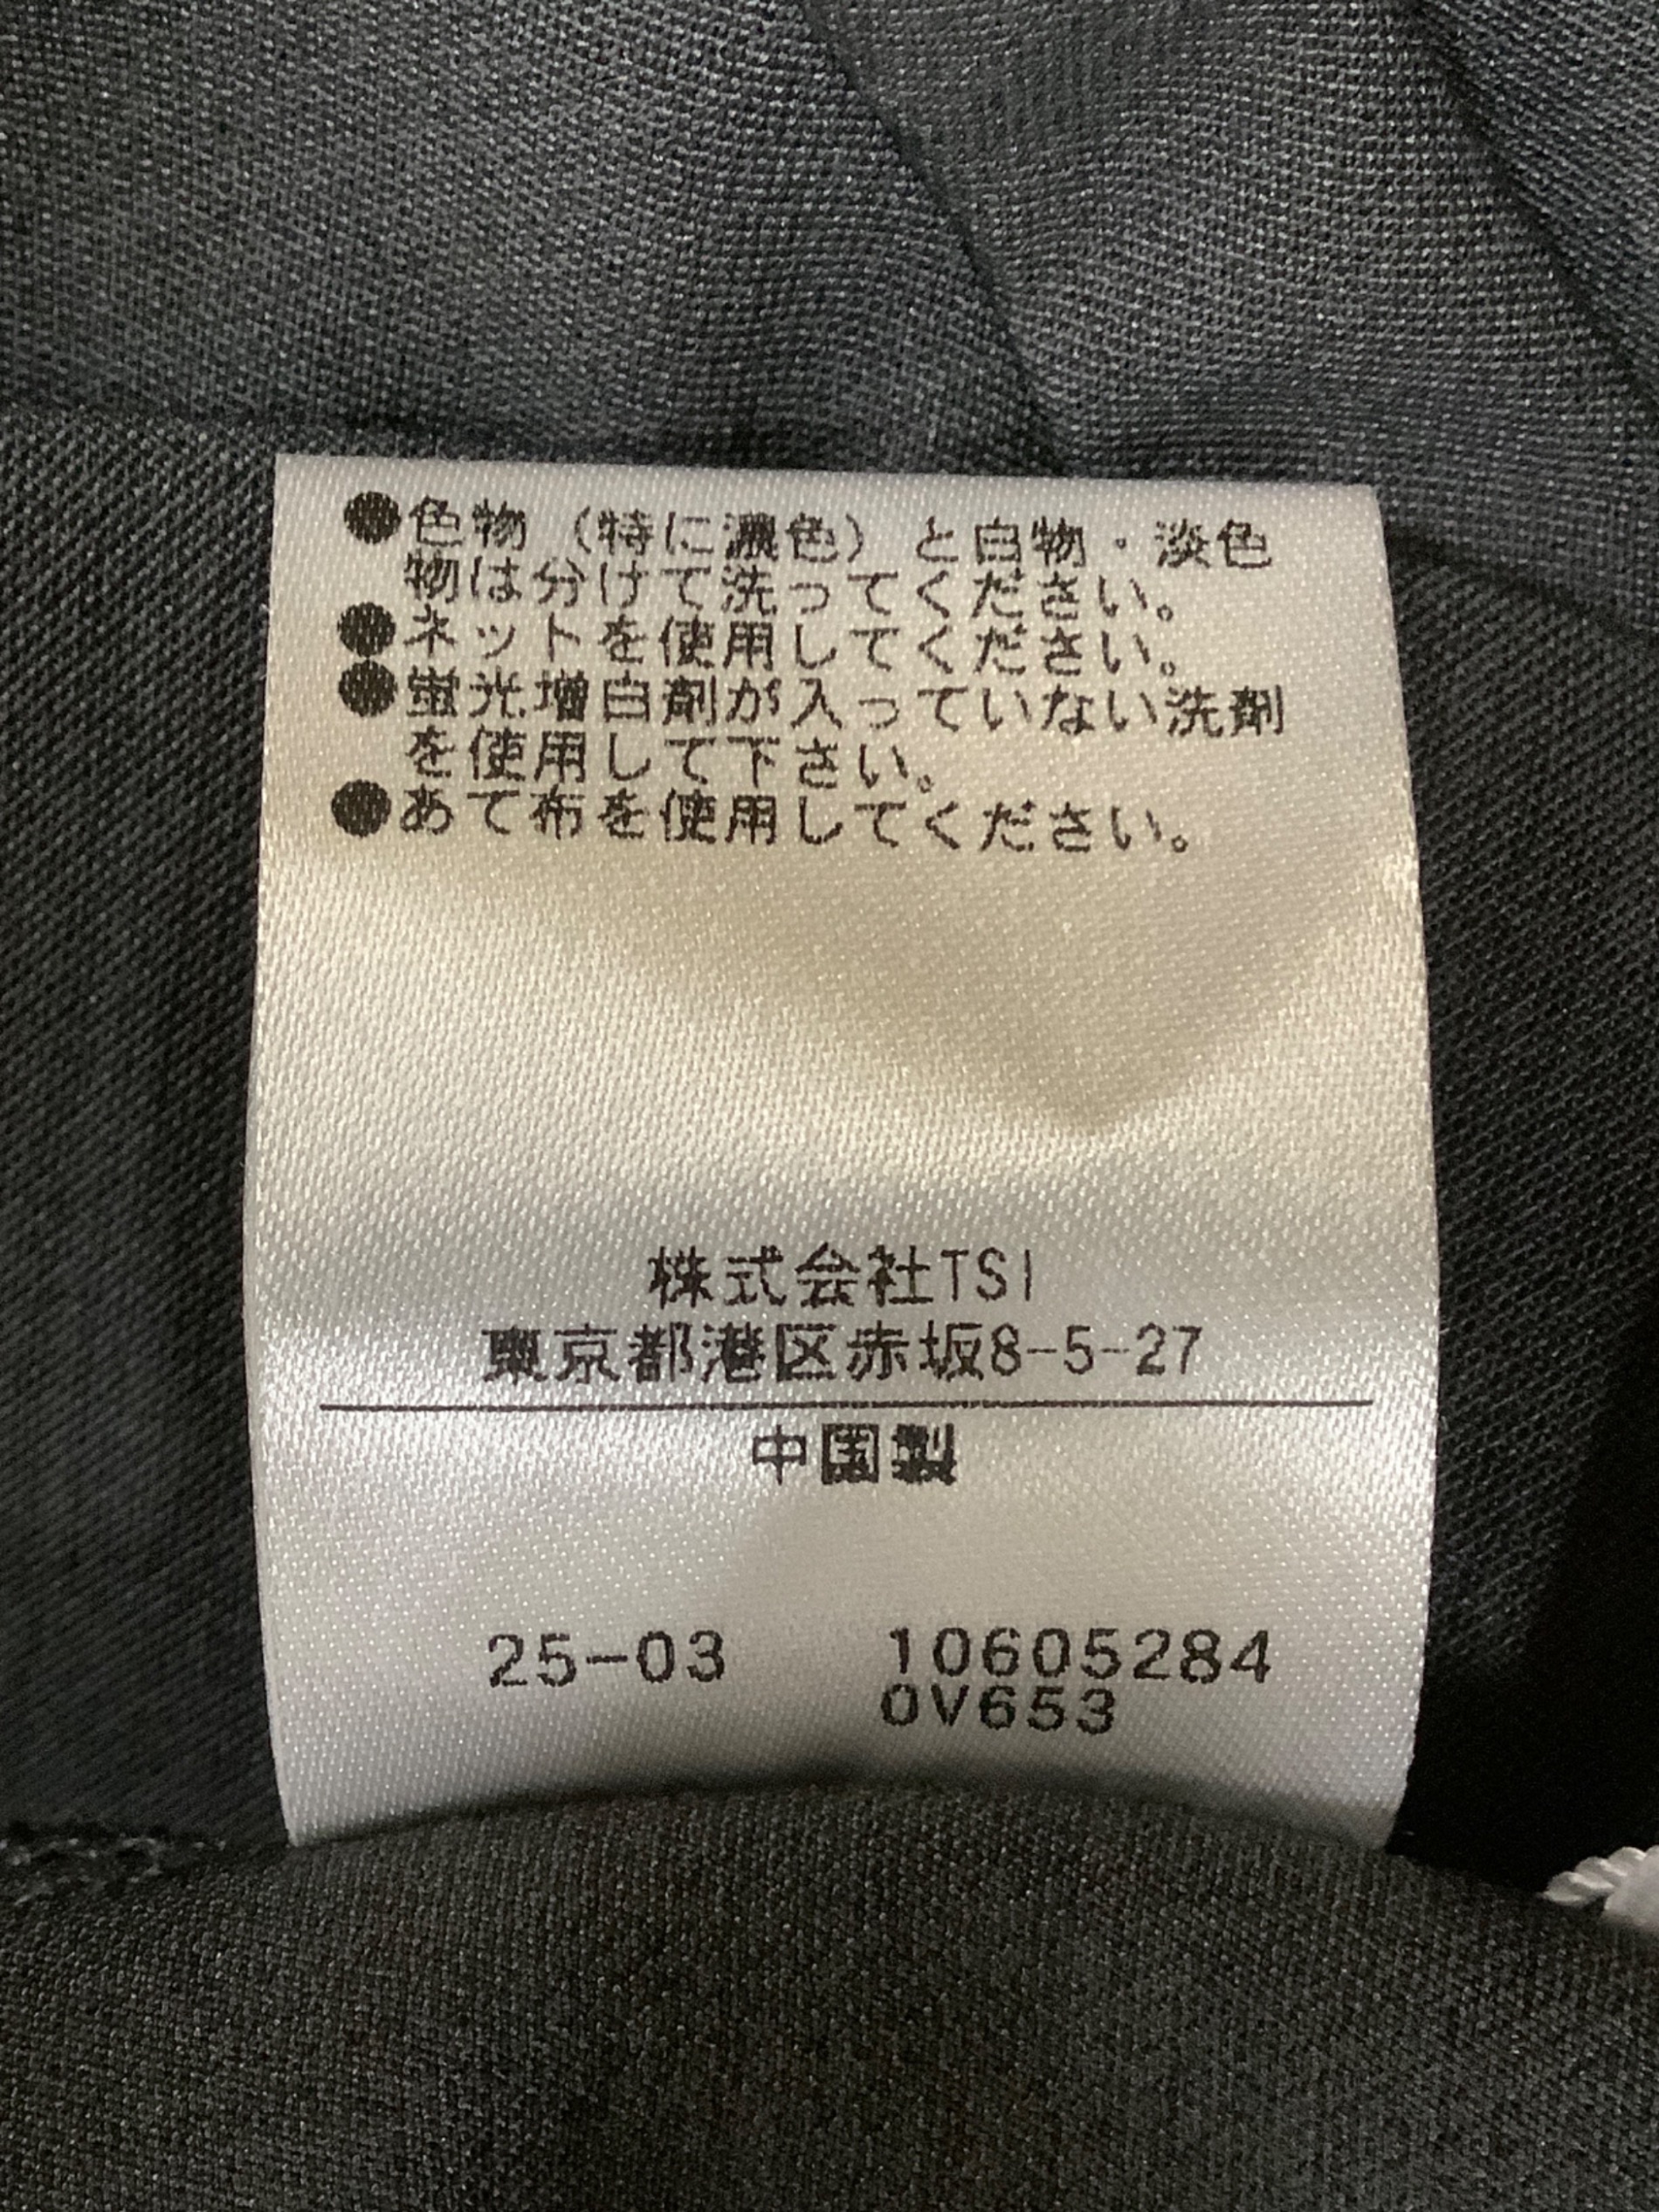 ●色物（特に濃色）と白物・淡色
物は分けて洗ってください。
●ネットを使用してください。
●蛍光増白剤が入っていない洗剤
を使用して下さい。
●あて布を使用してください。
株式会社TSI
東京都港区赤坂8-5-27
中国製
25-03 10605284
0V653